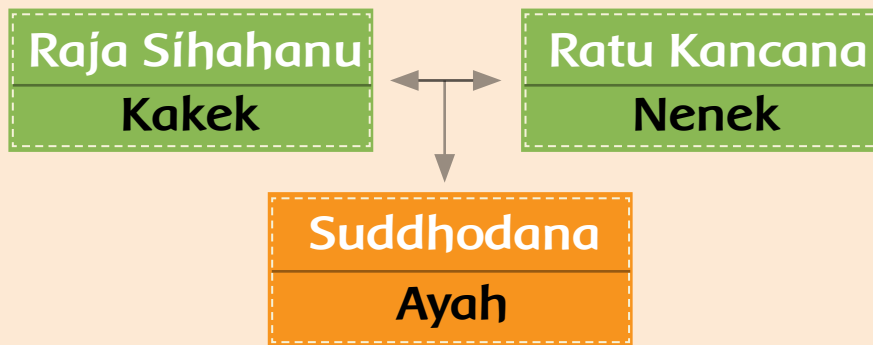 Raja Sihahanu
Kakek
Ratu Kancana
Nenek
Suddhodana
Ayah